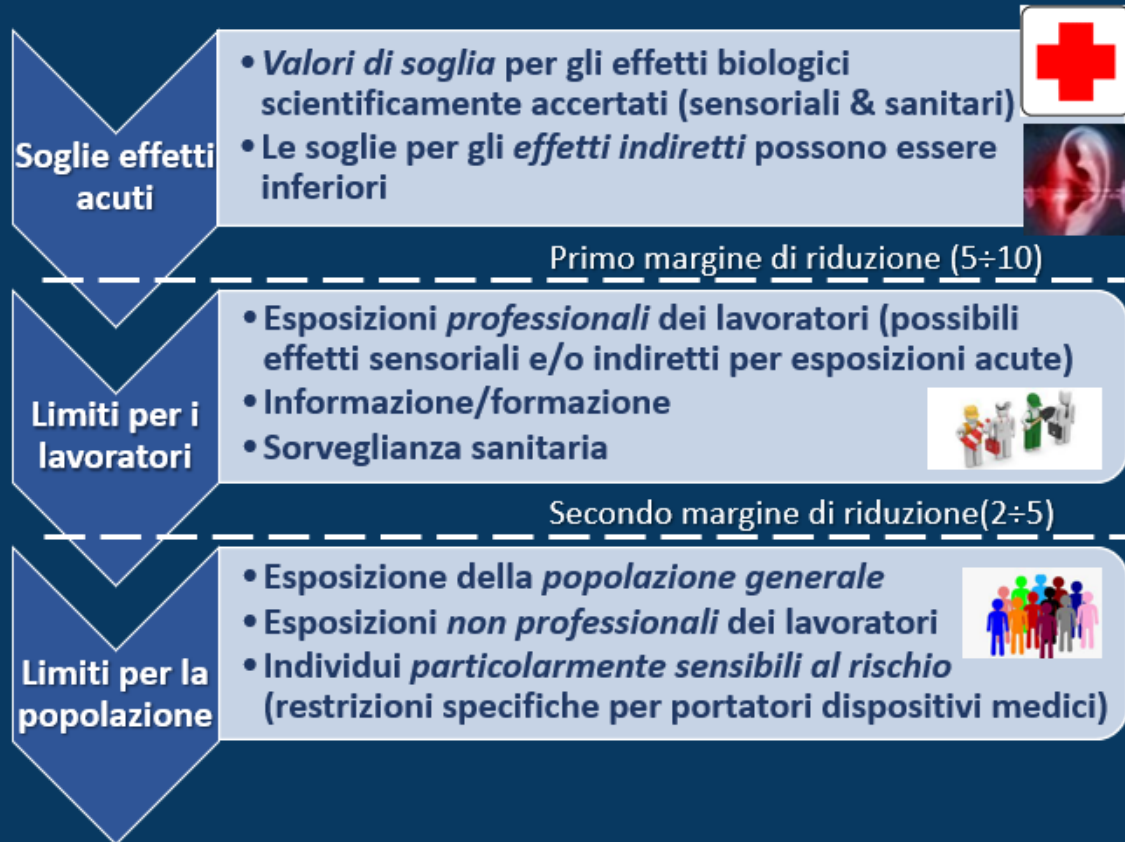 Soglie effetti
acuti
• Valori di soglia per gli effetti biologici
scientificamente accertati (sensoriali & sanitari)
• Le soglie per gli effetti indiretti possono essere
inferiori
Primo margine di riduzione (5÷10)
Limiti per i
lavoratori
• Esposizioni professionali dei lavoratori (possibili
effetti sensoriali e/o indiretti per esposizioni acute)
• Informazione/formazione
• Sorveglianza sanitaria
Secondo margine di riduzione(2÷5)
Limiti per la
popolazione
• Esposizione della popolazione generale
• Esposizioni non professionali dei lavoratori
• Individui particolarmente sensibili al rischio
(restrizioni specifiche per portatori dispositivi medici)